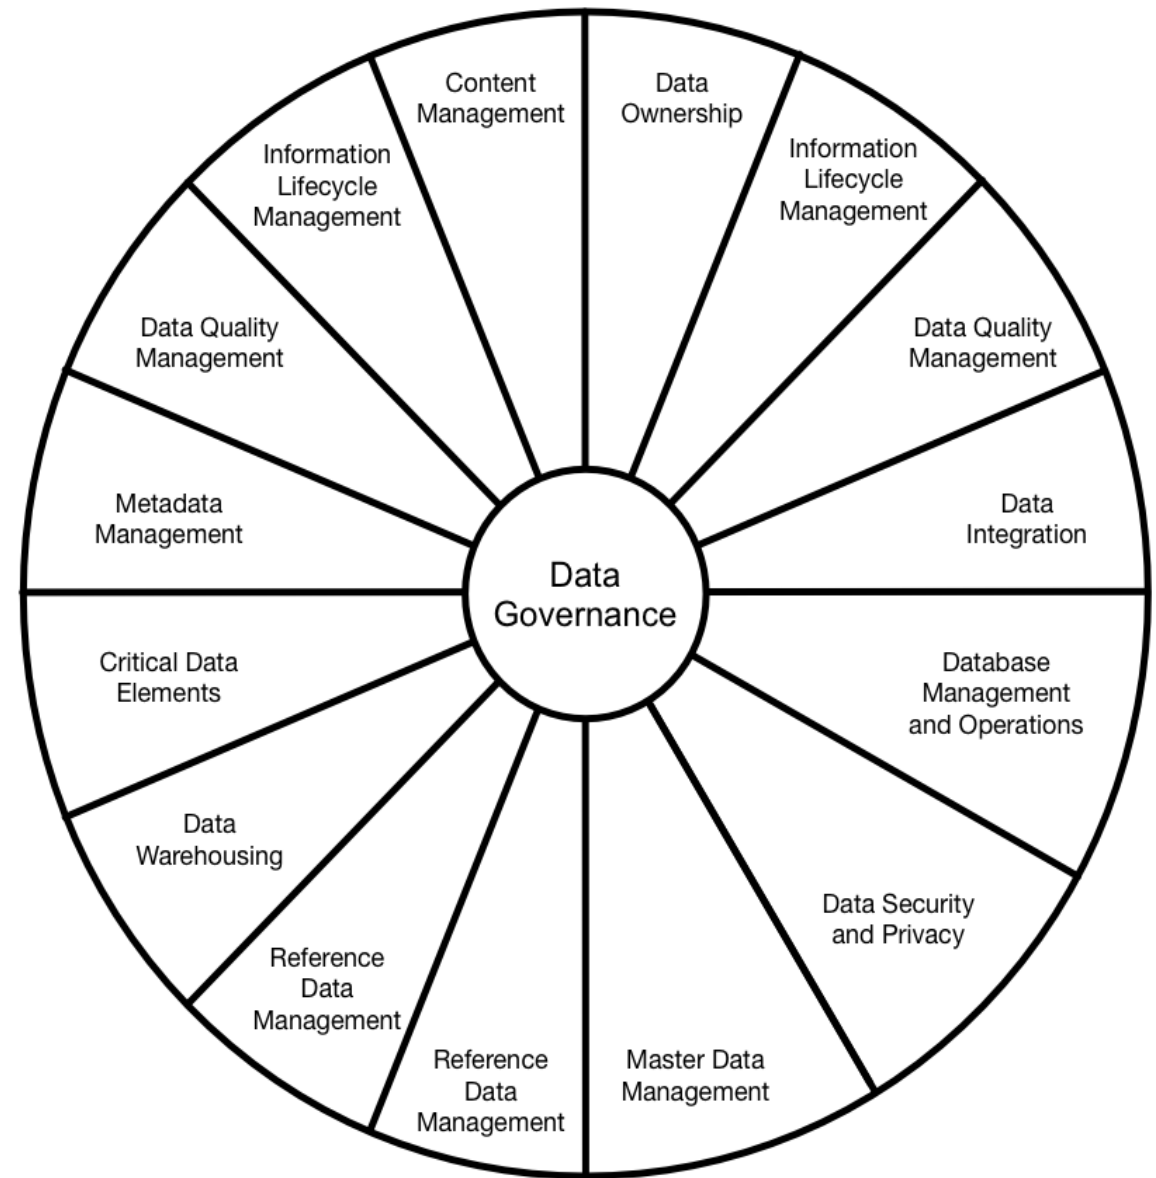 Content
Management
Data
Ownership
Information
Lifecycle
Management
Data Quality
Management
Data
Integration
Database
Management
and Operations
Data Security
and Privacy
Master Data
Management
Reference
Data
Management
Reference
Data
Management
Data
Warehousing
Critical Data
Elements
Metadata
Management
Data Quality
Management
Information
Lifecycle
Management
Data
Governance